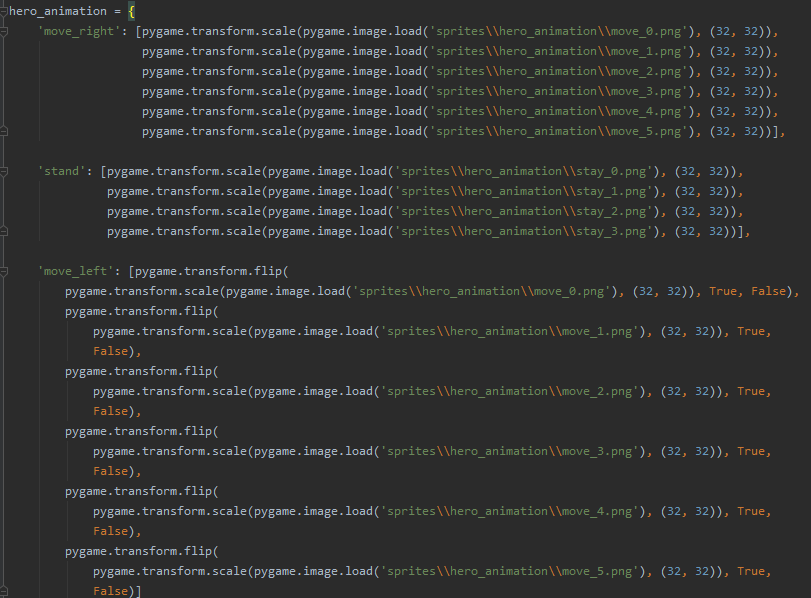 hero_animation = {
    'move_right': [pygame.transform.scale(pygame.image.load('sprites\\hero_animation\\move_0.png'), (32, 32)),
                   pygame.transform.scale(pygame.image.load('sprites\\hero_animation\\move_1.png'), (32, 32)),
                   pygame.transform.scale(pygame.image.load('sprites\\hero_animation\\move_2.png'), (32, 32)),
                   pygame.transform.scale(pygame.image.load('sprites\\hero_animation\\move_3.png'), (32, 32)),
                   pygame.transform.scale(pygame.image.load('sprites\\hero_animation\\move_4.png'), (32, 32)),
                   pygame.transform.scale(pygame.image.load('sprites\\hero_animation\\move_5.png'), (32, 32))],

    'stand': [pygame.transform.scale(pygame.image.load('sprites\\hero_animation\\stay_0.png'), (32, 32)),
              pygame.transform.scale(pygame.image.load('sprites\\hero_animation\\stay_1.png'), (32, 32)),
              pygame.transform.scale(pygame.image.load('sprites\\hero_animation\\stay_2.png'), (32, 32)),
              pygame.transform.scale(pygame.image.load('sprites\\hero_animation\\stay_3.png'), (32, 32))],

    'move_left': [pygame.transform.flip(
        pygame.transform.scale(pygame.image.load('sprites\\hero_animation\\move_0.png'), (32, 32)), True, False),
        pygame.transform.flip(
            pygame.transform.scale(pygame.image.load('sprites\\hero_animation\\move_1.png'), (32, 32)), True,
            False),
        pygame.transform.flip(
            pygame.transform.scale(pygame.image.load('sprites\\hero_animation\\move_2.png'), (32, 32)), True,
            False),
        pygame.transform.flip(
            pygame.transform.scale(pygame.image.load('sprites\\hero_animation\\move_3.png'), (32, 32)), True,
            False),
        pygame.transform.flip(
            pygame.transform.scale(pygame.image.load('sprites\\hero_animation\\move_4.png'), (32, 32)), True,
            False),
        pygame.transform.flip(
            pygame.transform.scale(pygame.image.load('sprites\\hero_animation\\move_5.png'), (32, 32)), True,
            False)]